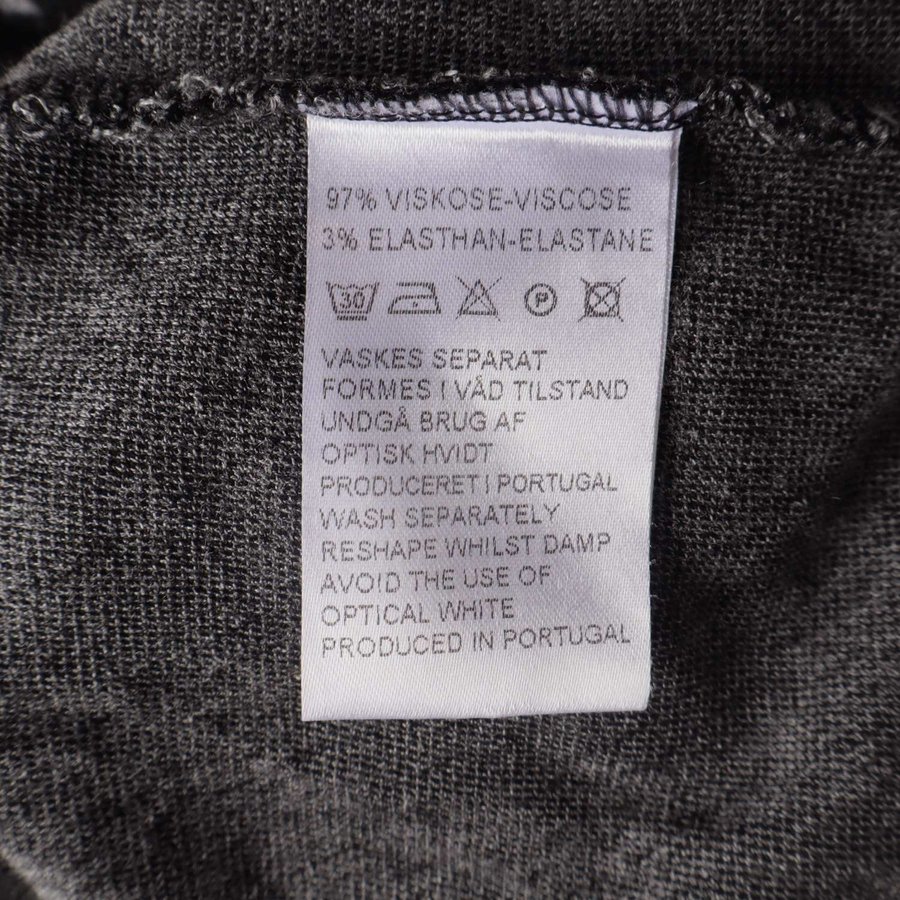 97% VISKOSE-VISCOSE
3% ELASTHAN-ELASTANE
30 P
VASKES SEPARAT
FORMES I VÅD TILSTAND
UNDGÅ BRUG AF
OPTISK HVIDT
PRODUCERET I PORTUGAL
WASH SEPARATELY
RESHAPE WHILST DAMP
AVOID THE USE OF
OPTICAL WHITE
PRODUCED IN PORTUGAL